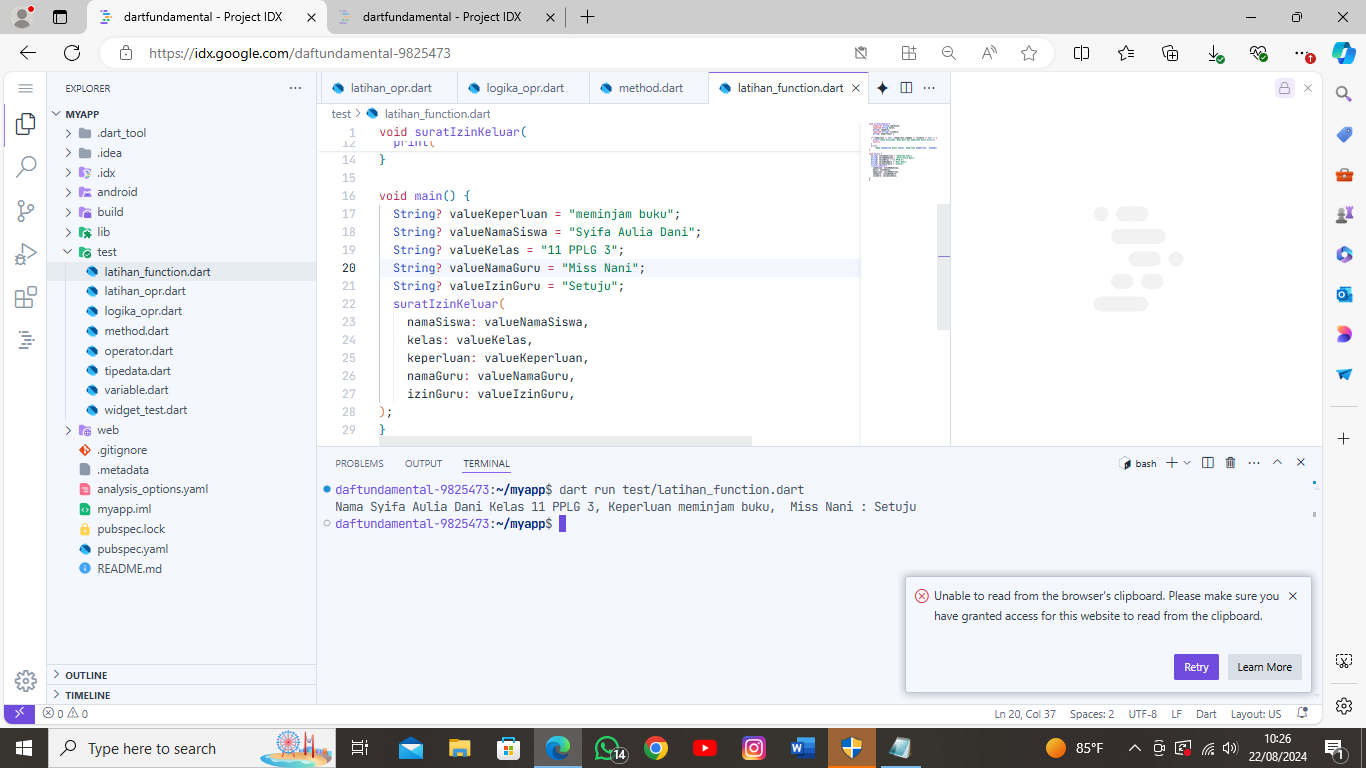 dartfundamental - Project IDX
dartfundamental - Project IDX
https://idx.google.com/daftundamental-9825473
EXPLORER
MYAPP
.dart_tool
.idea
.idx
android
build
lib
test
latihan_function.dart
latihan_opr.dart
logika_opr.dart
method.dart
operator.dart
tipedata.dart
variable.dart
widget_test.dart
web
.gitignore
.metadata
analysis_options.yaml
myapp.iml
pubspec.lock
pubspec.yaml
README.md
OUTLINE
TIMELINE
latihan_opr.dart
logika_opr.dart
method.dart
latihan_function.dart
test > latihan_function.dart
1 void suratIzinKeluar(
12 print(
14 }
15
16 void main() {
17 String? valueKeperluan = "meminjam buku";
18 String? valueNamaSiswa = "Syifa Aulia Dani";
19 String? valueKelas = "11 PPLG 3";
20 String? valueNamaGuru = "Miss Nani";
21 String? valueIzinGuru = "Setuju";
22 suratIzinKeluar(
23 namaSiswa: valueNamaSiswa,
24 kelas: valueKelas,
25 keperluan: valueKeperluan,
26 namaGuru: valueNamaGuru,
27 izinGuru: valueIzinGuru,
28 );
29 }
PROBLEMS OUTPUT TERMINAL
bash
daftundamental-9825473:~/myapp$ dart run test/latihan_function.dart
Nama Syifa Aulia Dani Kelas 11 PPLG 3, Keperluan meminjam buku,  Miss Nani : Setuju
daftundamental-9825473:~/myapp$
Unable to read from the browser's clipboard. Please make sure you
have granted access for this website to read from the clipboard.
Retry
Learn More
0 0
Ln 20, Col 37 Spaces: 2 UTF-8 LF Dart Layout: US
Type here to search
14
85°F
10:26
22/08/2024
1